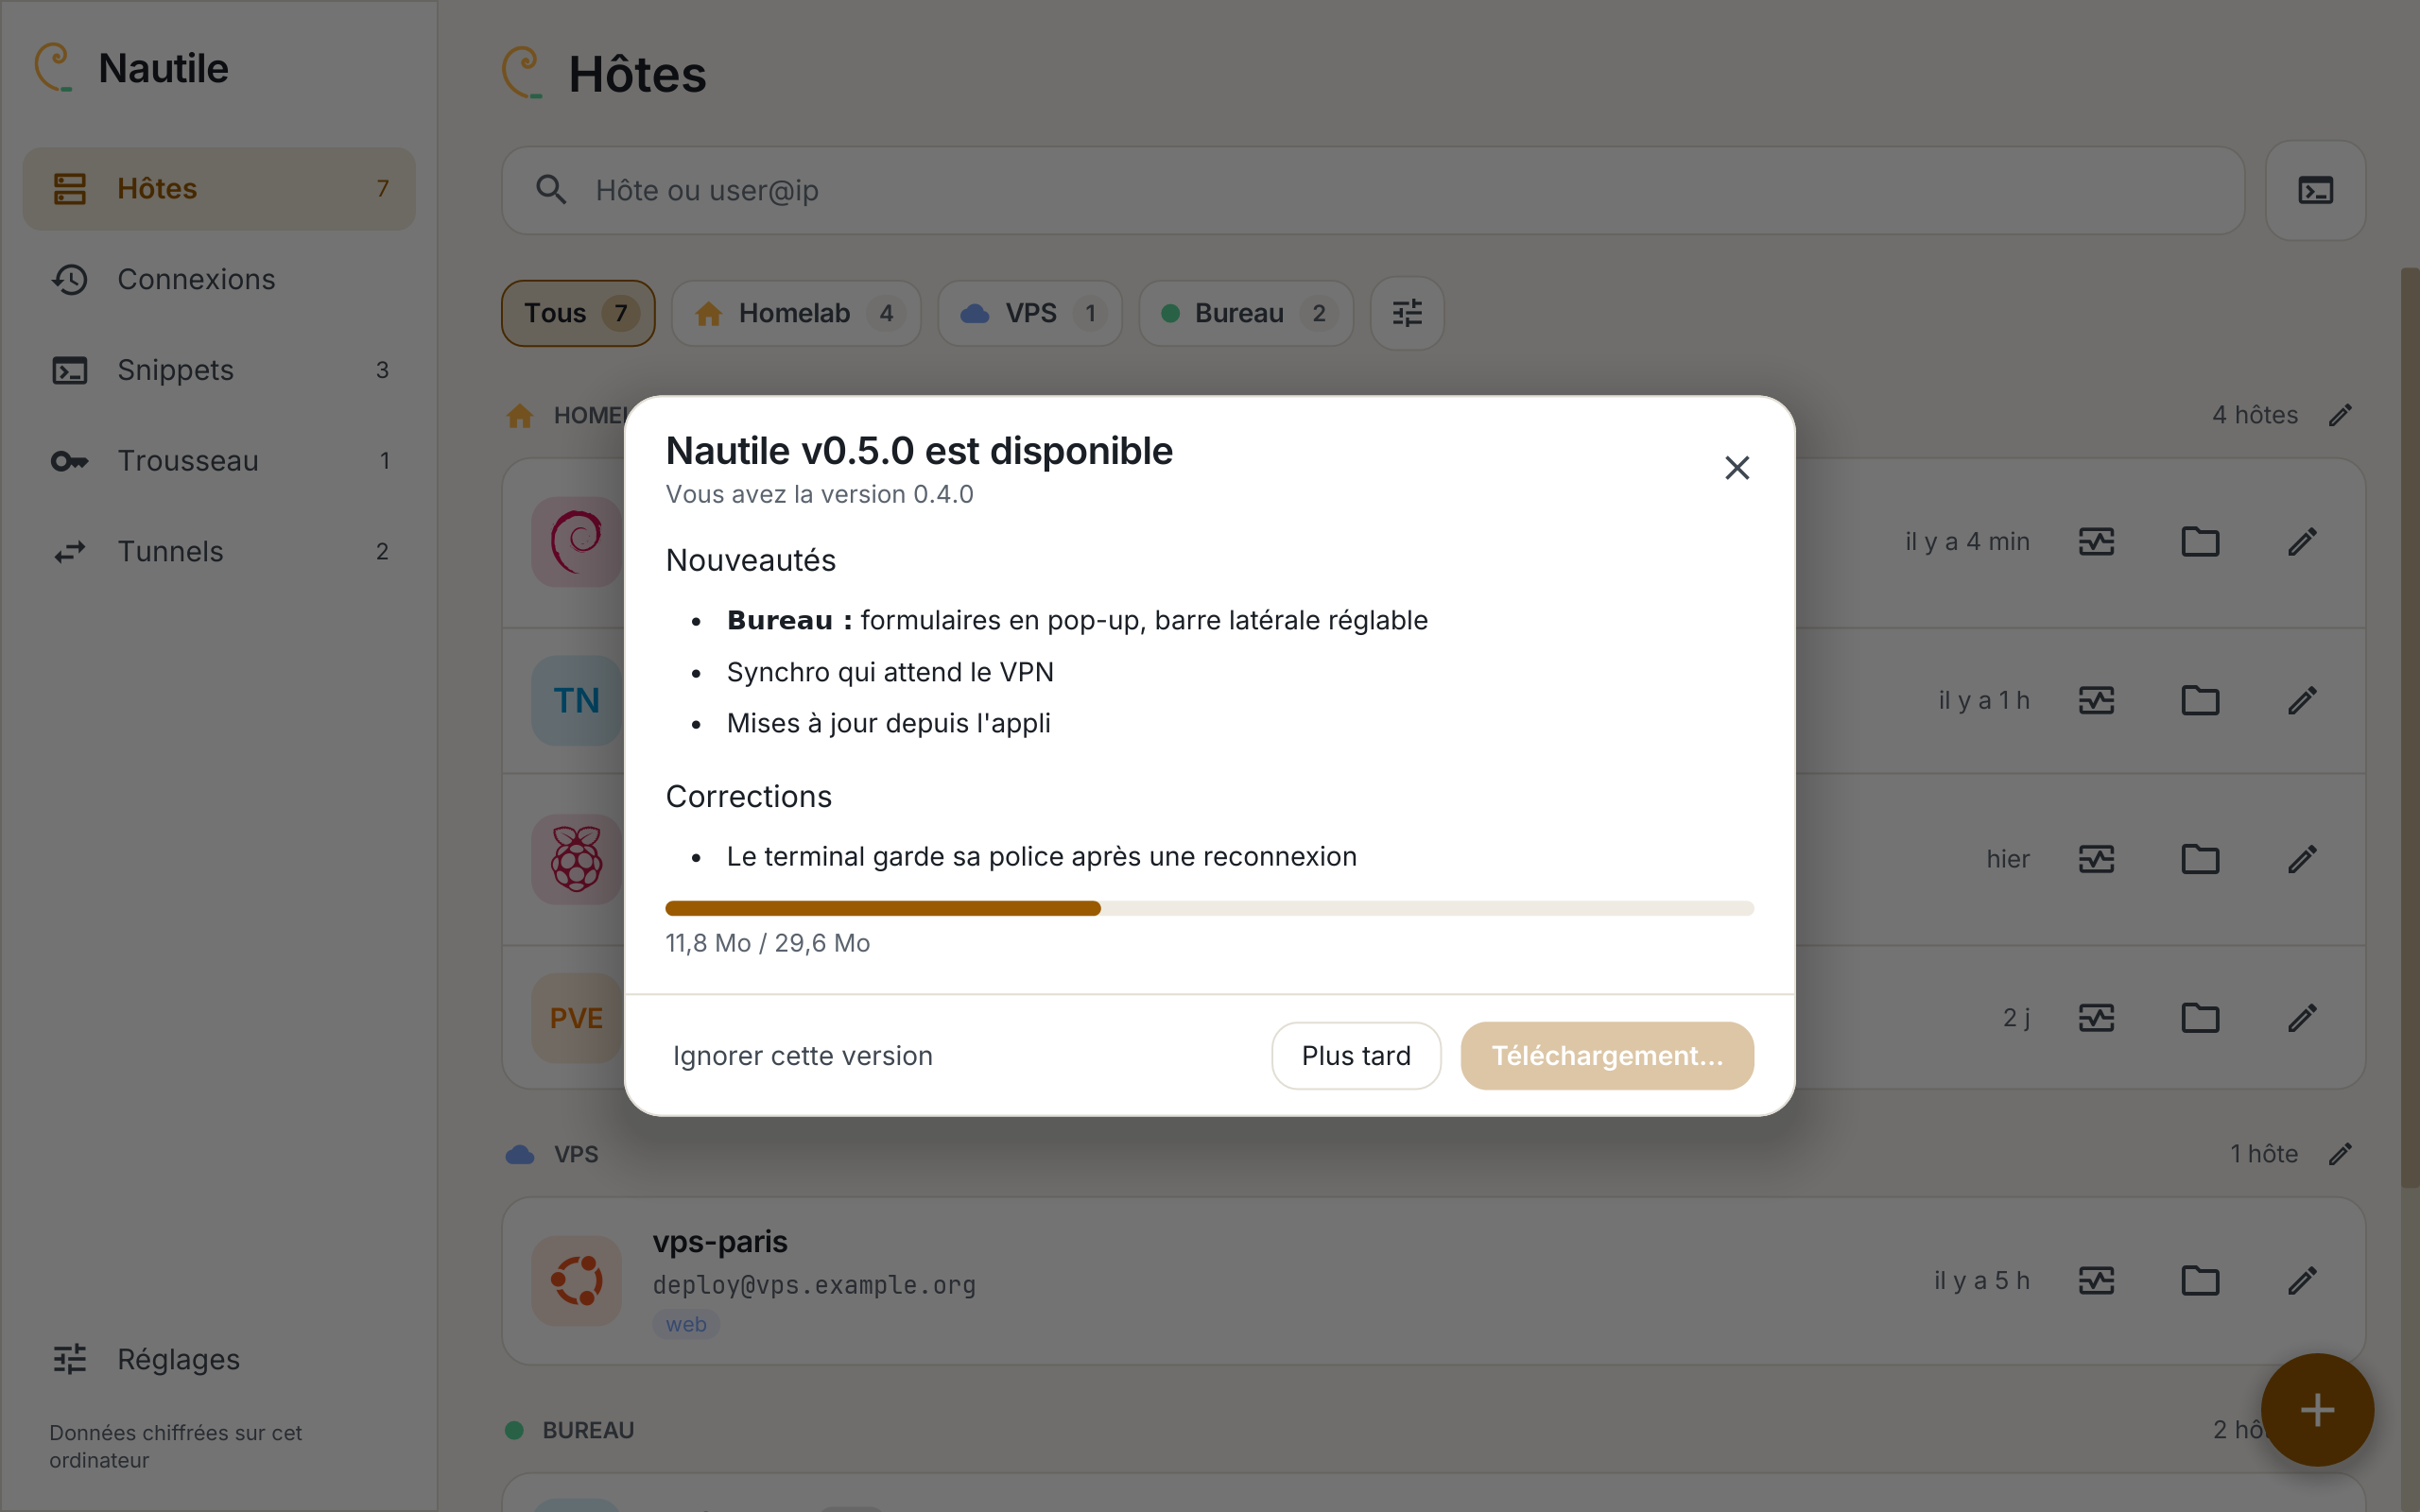 Nautile
Hôtes 7
Connexions
Snippets 3
Trousseau 1
Tunnels 2
Réglages
Données chiffrées sur cet
ordinateur
Hôtes
Hôte ou user@ip
Tous 7 Homelab 4 VPS 1 Bureau 2
4 hôtes
il y a 4 min
TN il y a 1 h
hier
PVE 2 j
Nautile v0.5.0 est disponible
Vous avez la version 0.4.0
Nouveautés
• Bureau : formulaires en pop-up, barre latérale réglable
• Synchro qui attend le VPN
• Mises à jour depuis l'appli
Corrections
• Le terminal garde sa police après une reconnexion
11,8 Mo / 29,6 Mo
Ignorer cette version Plus tard Téléchargement...
VPS 1 hôte
vps-paris
deploy@vps.example.org
web
il y a 5 h
BUREAU 2